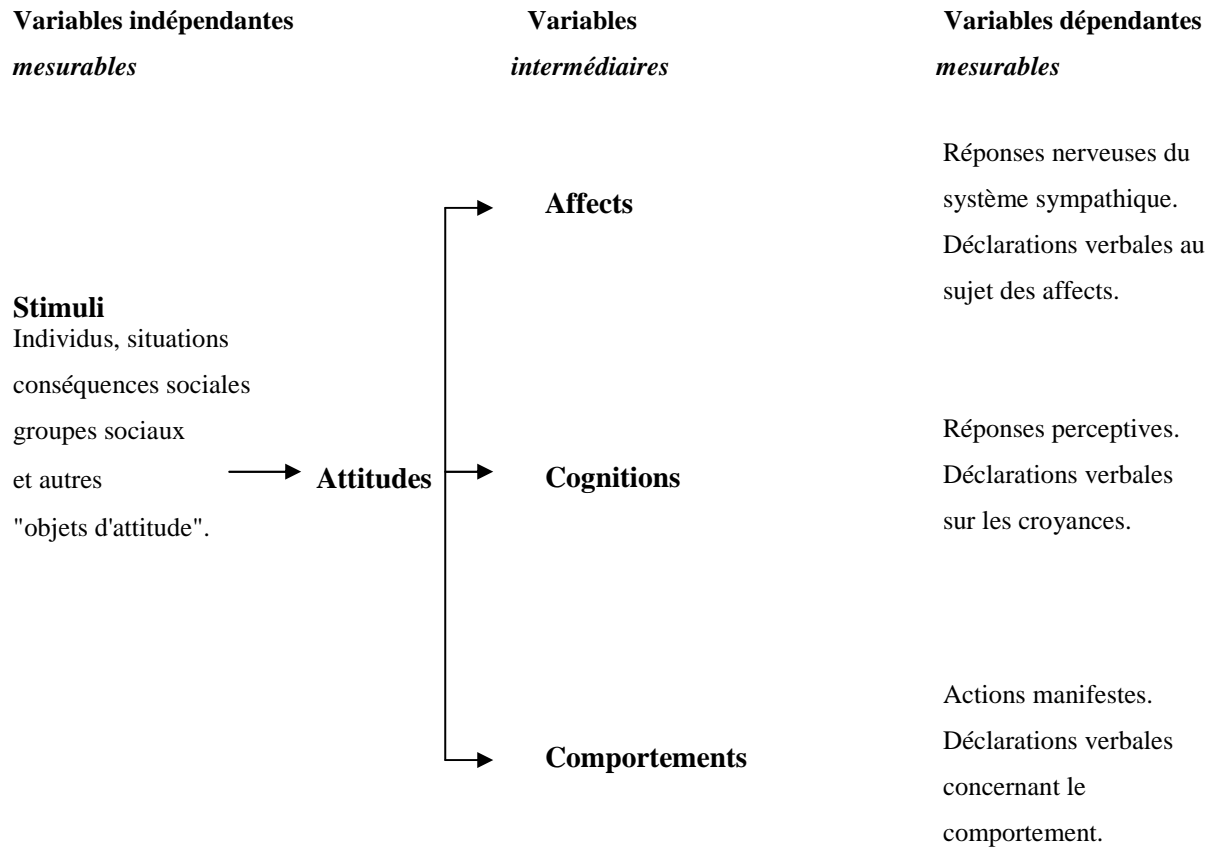 Variables indépendantes
mesurables
Variables
intermédiaires
Variables dépendantes
mesurables
Stimuli
Individus, situations
conséquences sociales
groupes sociaux
et autres
"objets d'attitude".
Attitudes
Affects
Cognitions
Comportements
Réponses nerveuses du
système sympathique.
Déclarations verbales au
sujet des affects.
Réponses perceptives.
Déclarations verbales
sur les croyances.
Actions manifestes.
Déclarations verbales
concernant le
comportement.